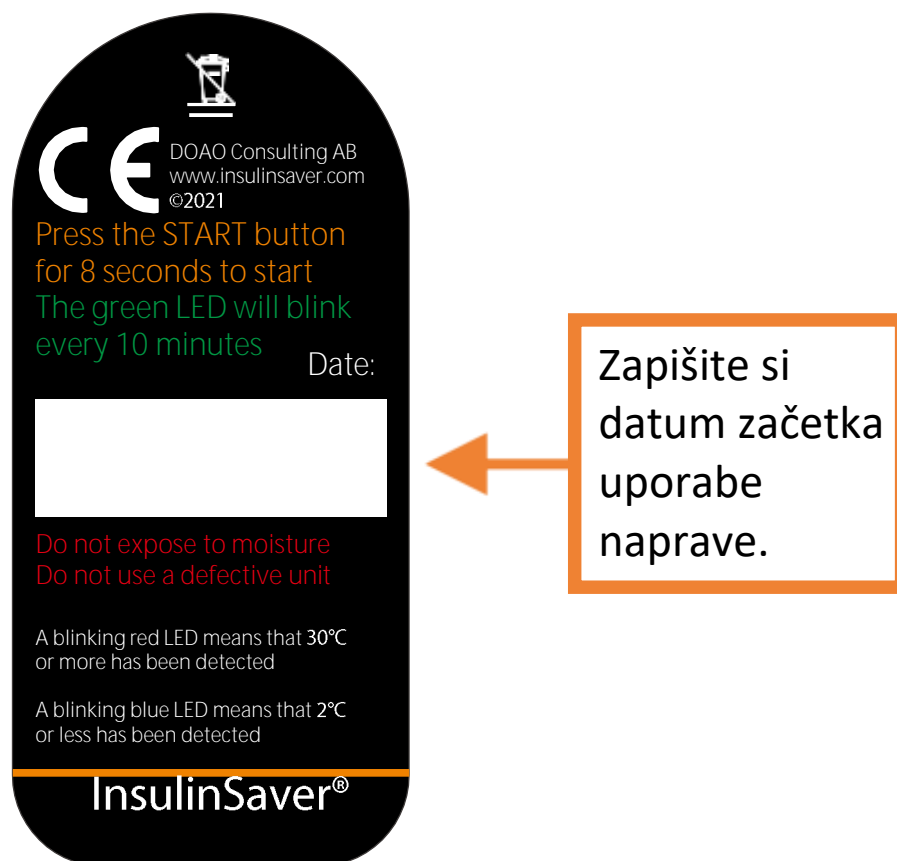 DOAO Consulting AB
www.insulinsaver.com
©2021
Press the START button
for 8 seconds to start
The green LED will blink
every 10 minutes
Date:
Zapišite si
datum začetka
uporabe
naprave.
Do not expose to moisture
Do not use a defective unit
A blinking red LED means that 30°C
or more has been detected
A blinking blue LED means that 2°C
or less has been detected
InsulinSaver®